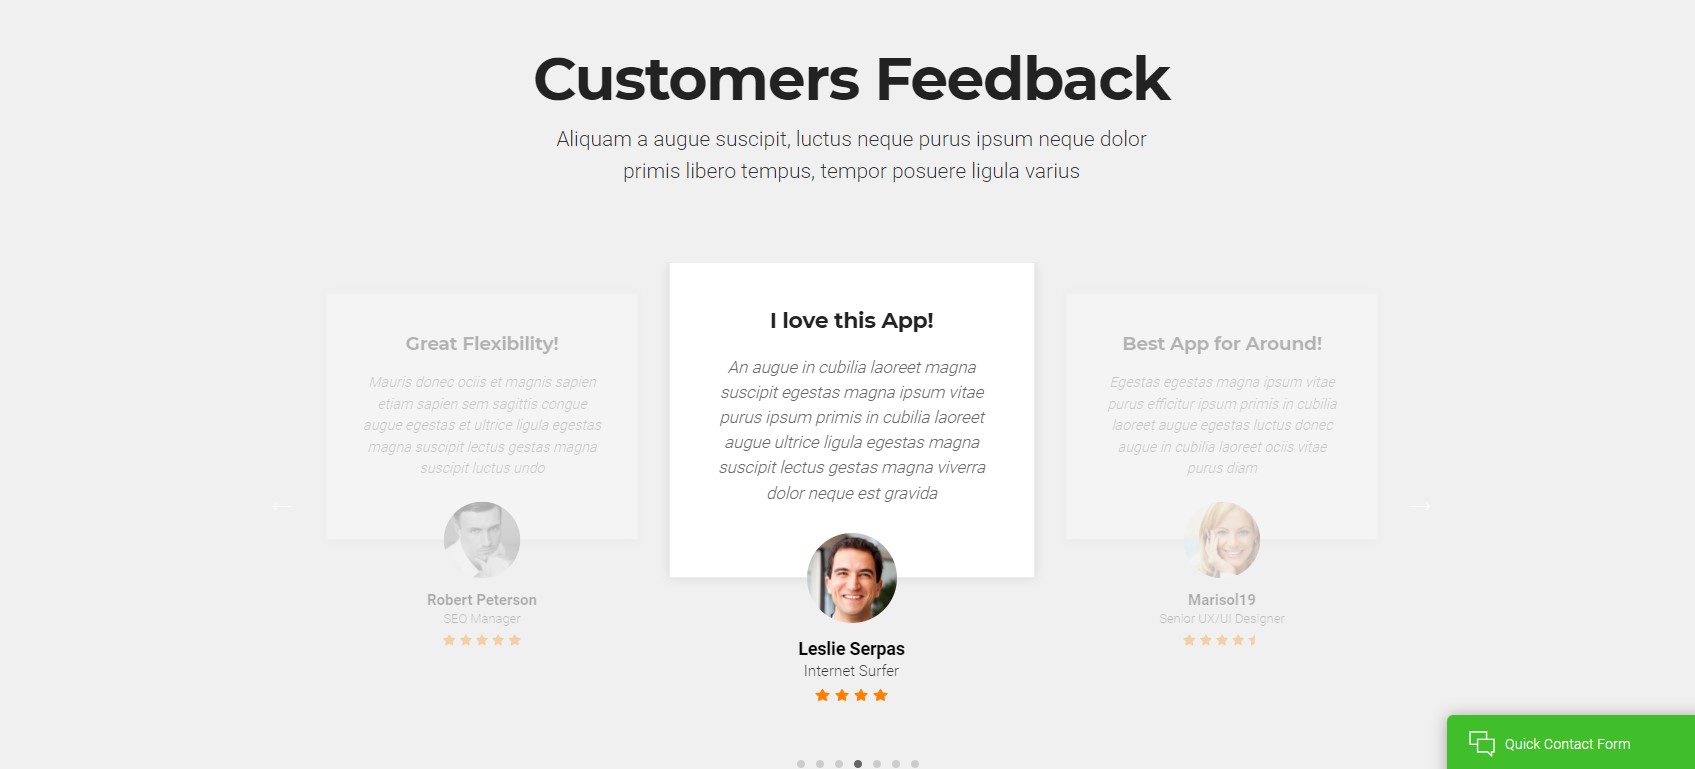 Customers Feedback
Aliquam a augue suscipit, luctus neque purus ipsum neque dolor
primis libero tempus, tempor posuere ligula varius
Great Flexibility!
Mauris donec ociis et magnis sapien
etiam sapien sem sagittis congue
augue egestas et ultrice ligula egestas
magna suscipit lectus gestas magna
suscipit luctus undo
Robert Peterson
SEO Manager
I love this App!
An augue in cubilia laoreet magna
suscipit egestas magna ipsum vitae
purus ipsum primis in cubilia laoreet
augue ultrice ligula egestas magna
suscipit lectus gestas magna viverra
dolor neque est gravida
Leslie Serpas
Internet Surfer
Best App for Around!
Egestas egestas magna ipsum vitae
purus efficitur ipsum primis in cubilia
laoreet augue egestas luctus donec
augue in cubilia laoreet ociis vitae
purus diam
Marisol19
Senior UX/UI Designer
Quick Contact Form